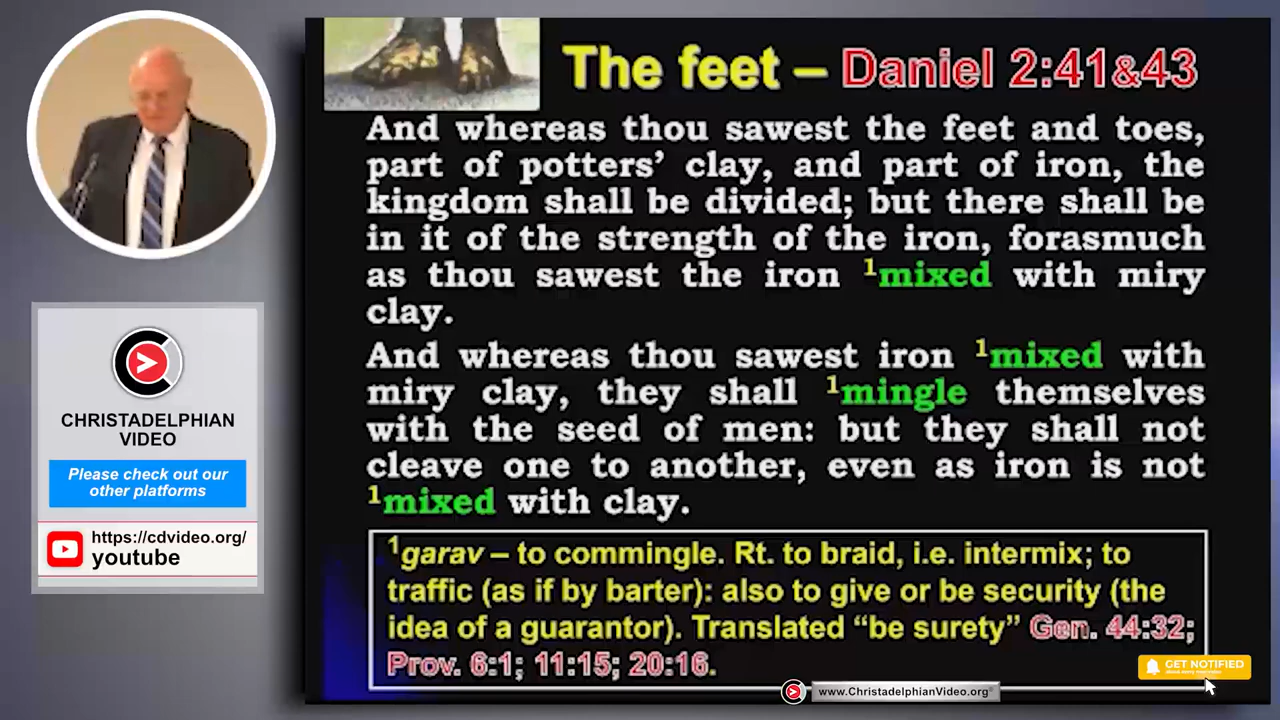 The feet – Daniel 2:41&43
And whereas thou sawest the feet and toes,
part of potters’ clay, and part of iron, the
kingdom shall be divided; but there shall be
in it of the strength of the iron, forasmuch
as thou sawest the iron ¹mixed with miry
clay.
And whereas thou sawest iron ¹mixed with
miry clay, they shall ¹mingle themselves
with the seed of men: but they shall not
cleave one to another, even as iron is not
¹mixed with clay.
¹garav – to commingle. Rt. to braid, i.e. intermix; to
traffic (as if by barter): also to give or be security (the
idea of a guarantor). Translated “be surety” Gen. 44:32;
Prov. 6:1; 11:15; 20:16.
CHRISTADELPHIAN
VIDEO
Please check out our
other platforms
https://cdvideo.org/
youtube
GET NOTIFIED
www.ChristadelphianVideo.org